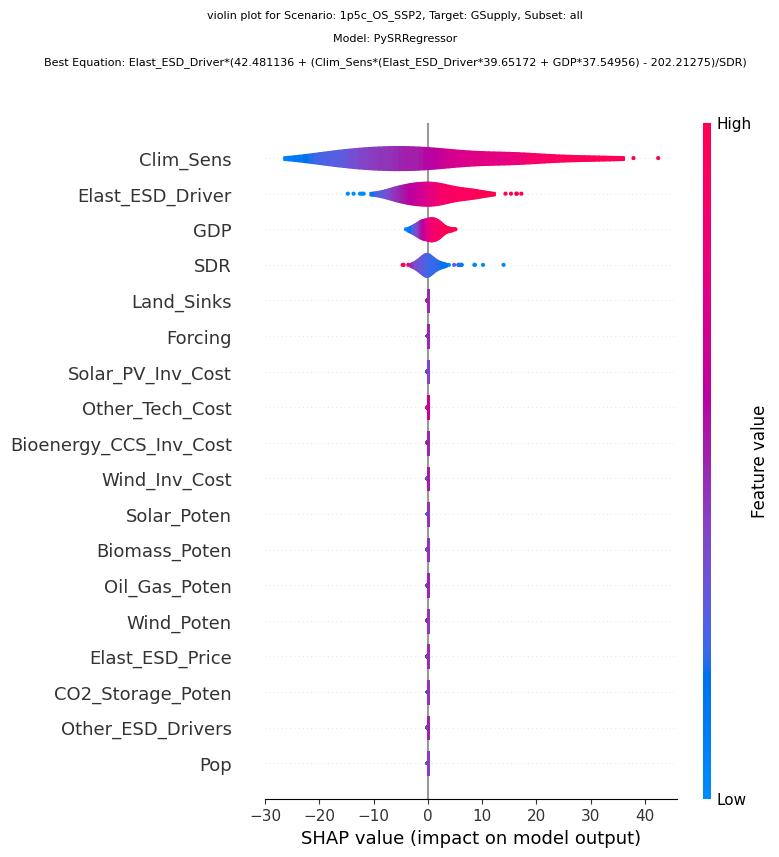 violin plot for Scenario: 1p5c_OS_SSP2, Target: GSupply, Subset: all
Model: PySRRegressor
Best Equation: Elast_ESD_Driver*(42.481136 + (Clim_Sens*(Elast_ESD_Driver*39.65172 + GDP*37.54956) - 202.21275)/SDR)
High
Clim_Sens
Elast_ESD_Driver
GDP
SDR
Land_Sinks
Forcing
Solar_PV_Inv_Cost
Other_Tech_Cost
Bioenergy_CCS_Inv_Cost
Wind_Inv_Cost
Solar_Poten
Biomass_Poten
Oil_Gas_Poten
Wind_Poten
Elast_ESD_Price
CO2_Storage_Poten
Other_ESD_Drivers
Pop
Feature value
Low
−30 −20 −10 0 10 20 30 40
SHAP value (impact on model output)